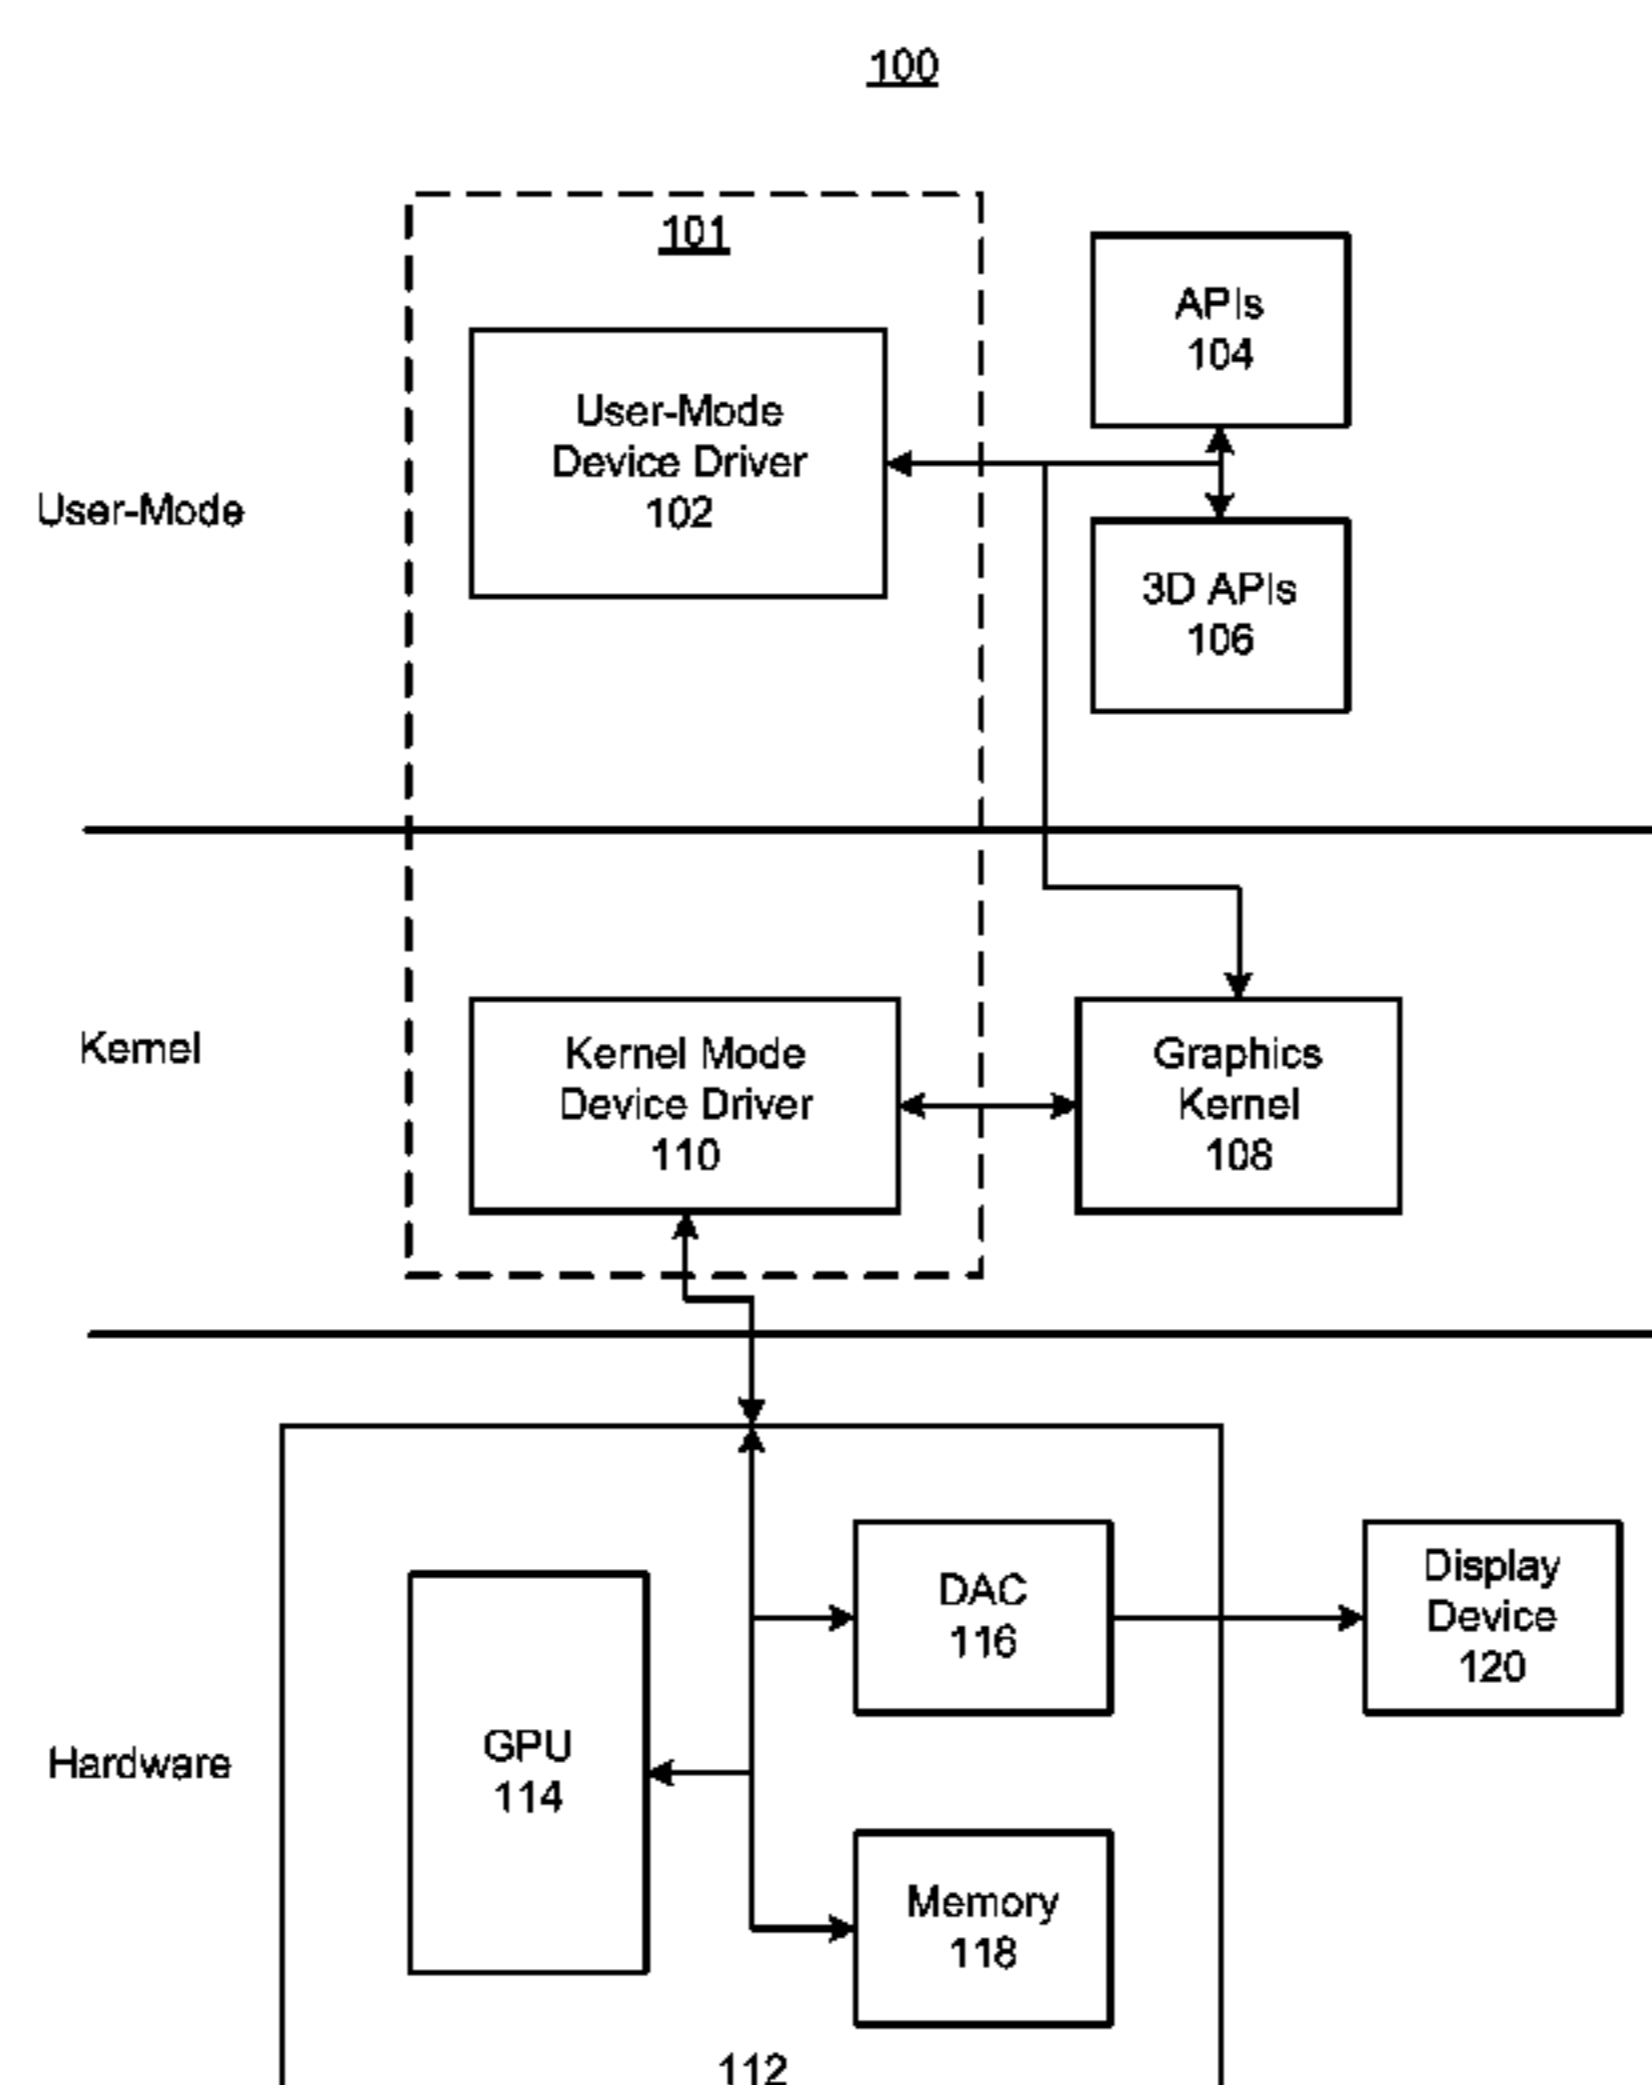 100
101
APIs
104
User-Mode
Device Driver
102
User-Mode
3D APIs
106
Kernel
Kernel Mode
Device Driver
110
Graphics
Kernel
108
DAC
116
Display
Device
120
Hardware
GPU
114
Memory
118
112